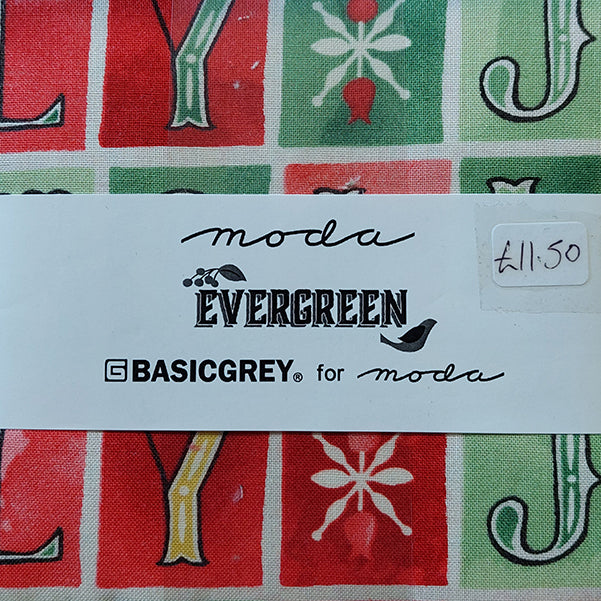 L Y J
moda
£11.50
EVERGREEN
G BASICGREY® for moda
L Y J